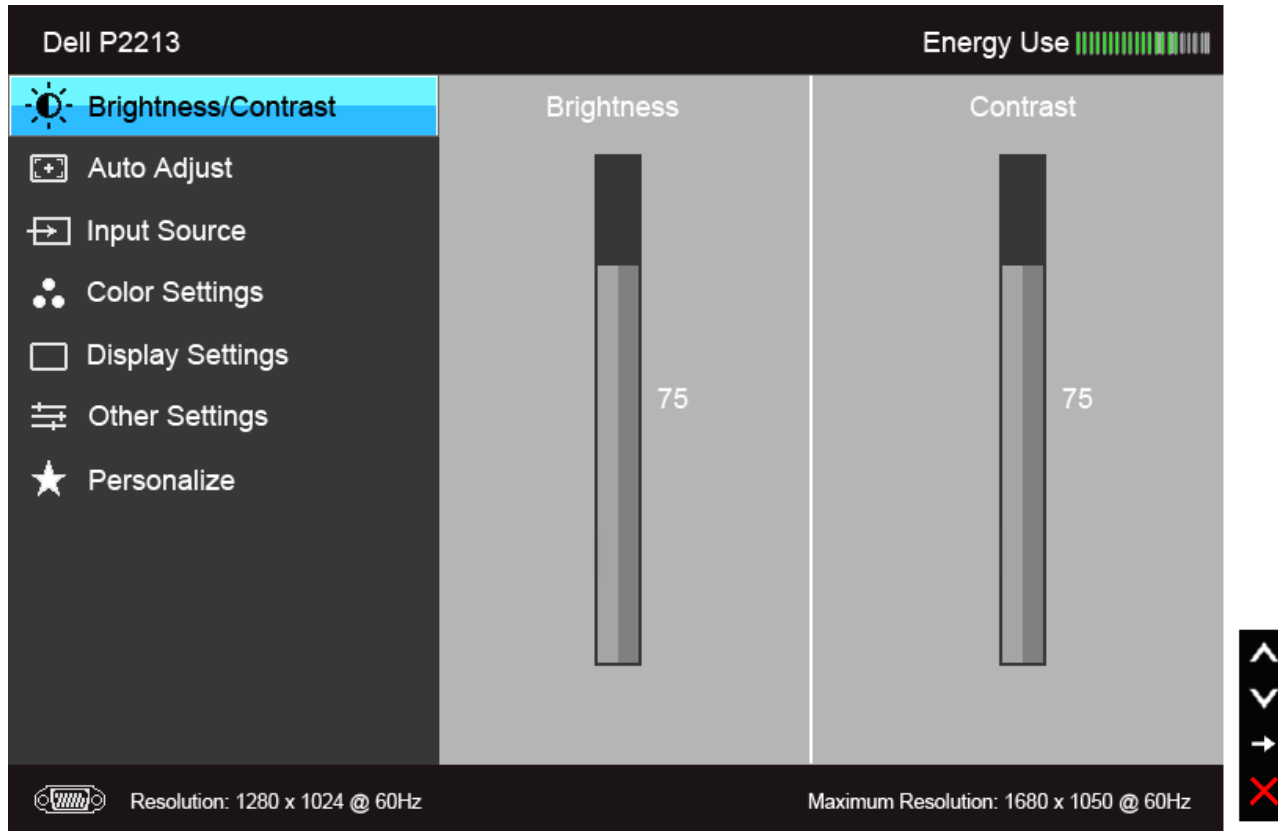 Dell P2213
Energy Use
Brightness/Contrast
Auto Adjust
Input Source
Color Settings
Display Settings
Other Settings
Personalize
Brightness
75
Contrast
75
Resolution: 1280 x 1024 @ 60Hz
Maximum Resolution: 1680 x 1050 @ 60Hz